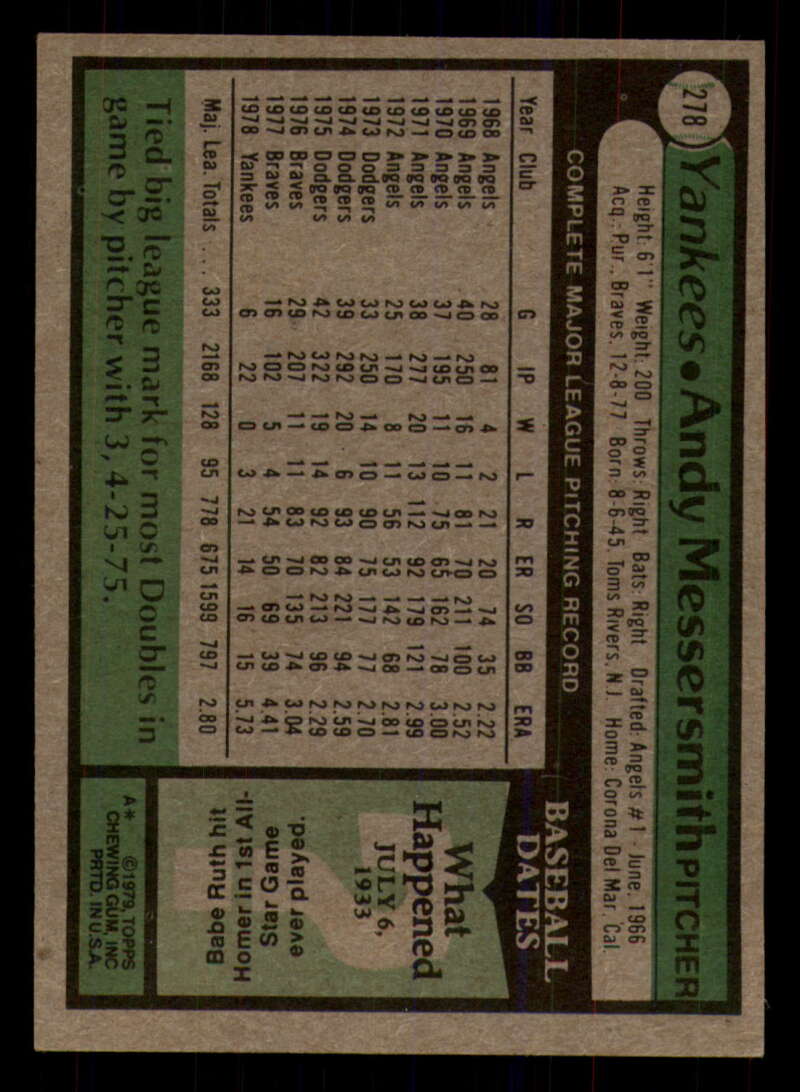 278 Yankees • Andy Messersmith PITCHER
Height: 6'1" Weight: 200 Throws: Right Bats: Right Drafted: Angels #1 - June, 1966
Acq.: Pur., Braves, 12-8-77 Born: 8-6-45 Toms Rivers, N.J. Home: Corona Del Mar, Cal.
COMPLETE MAJOR LEAGUE PITCHING RECORD
Year Club G IP W L R ER SO BB ERA
1968 Angels 28 81 4 2 21 20 74 35 2.22
1969 Angels 40 250 16 11 81 70 211 100 2.52
1970 Angels 37 195 11 10 75 65 162 78 3.00
1971 Angels 38 277 20 13 112 92 179 121 2.99
1972 Angels 25 170 8 11 56 53 142 68 2.81
1973 Dodgers 33 250 14 10 90 75 177 77 2.70
1974 Dodgers 39 292 20 6 93 84 221 94 2.59
1975 Dodgers 42 322 19 14 92 82 213 96 2.29
1976 Braves 29 207 11 11 83 70 135 74 3.04
1977 Braves 16 102 5 4 54 50 69 39 4.41
1978 Yankees 6 22 0 3 21 14 16 15 5.73
Maj. Lea. Totals .... 333 2168 128 95 778 675 1599 797 2.80
Tied big league mark for most Doubles in
game by pitcher with 3, 4-25-75.
BASEBALL
DATES
What
Happened
JULY 6,
1933
Babe Ruth hit
Homer in 1st All-
Star Game
ever played.
A* ©1979 TOPPS
CHEWING GUM, INC
PRTD. IN U.S.A.